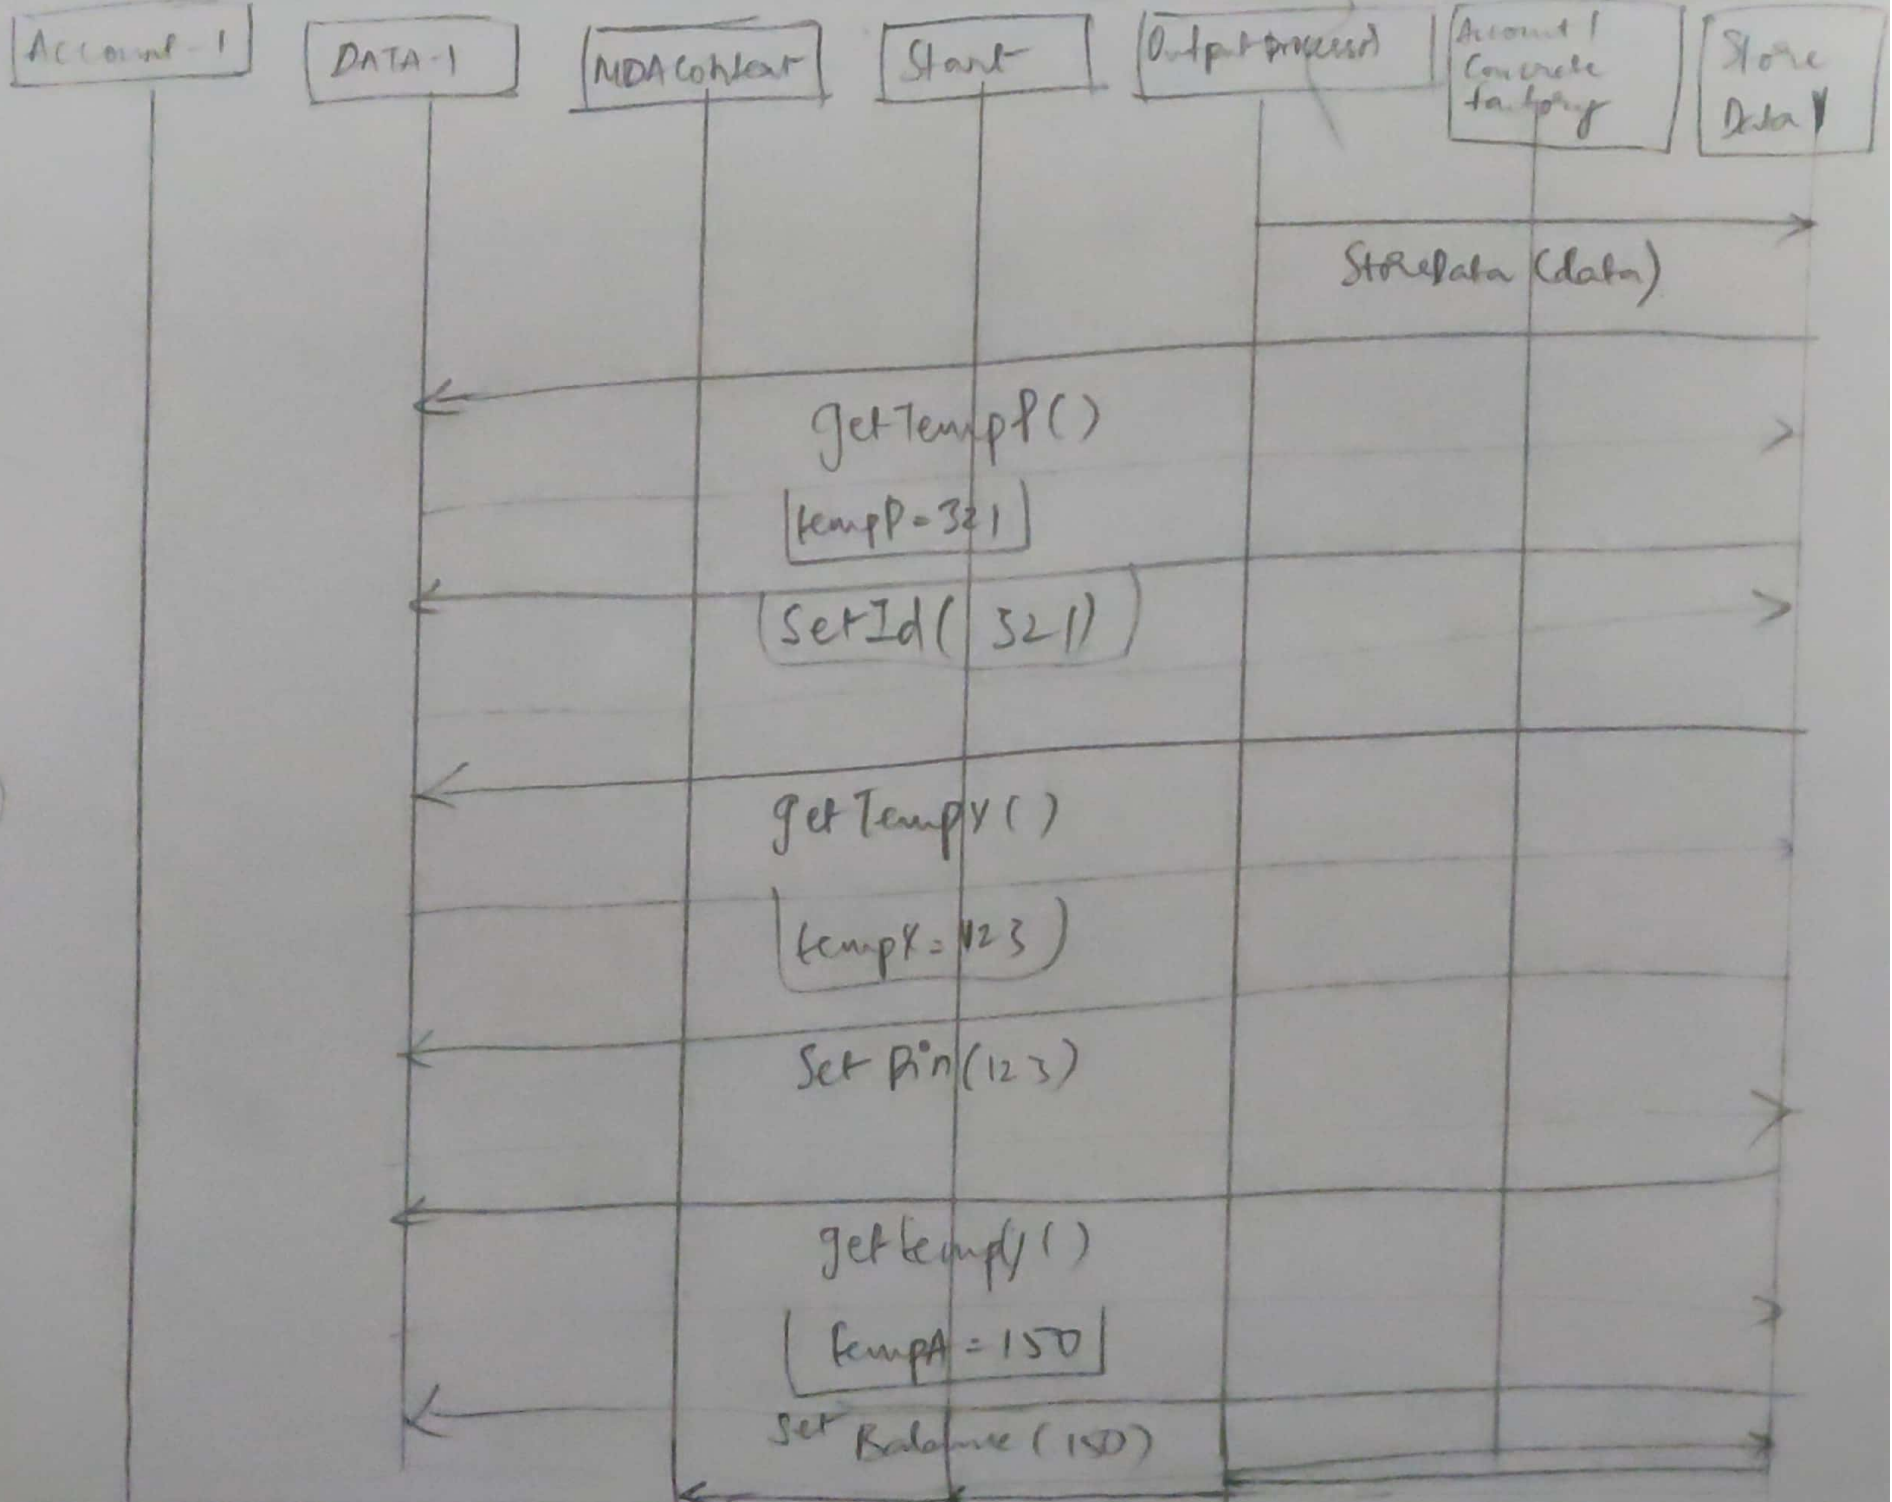 Account-1
DATA-1
MDAContext
Start
Output processor
Account 1
Concrete
factory
Store
Data
StoreData (data)
getTempP()
tempP=321
SetId( 321)
getTempY()
tempY=123
Set Pin(123)
gettempY()
tempA=150
Set Balance (150)